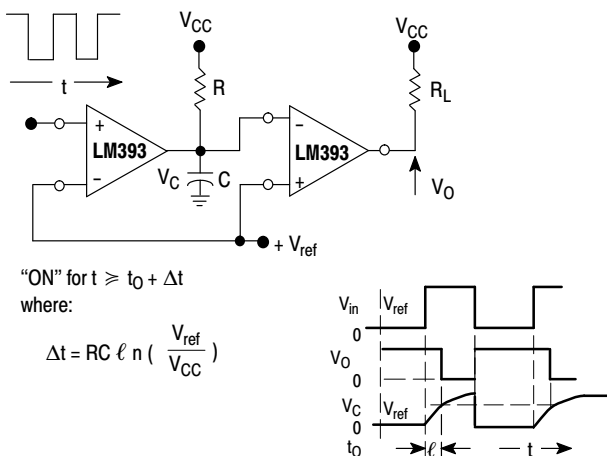 VCC
VCC
t
R
RL
+
LM393
−
−
LM393
+
VC
C
VO
+ Vref
"ON" for t ⩾ tO + Δt
where:
Δt = RC ℓ n ( Vref / VCC )
Vin
Vref
0
VO
0
VC
Vref
0
tO
ℓ
t